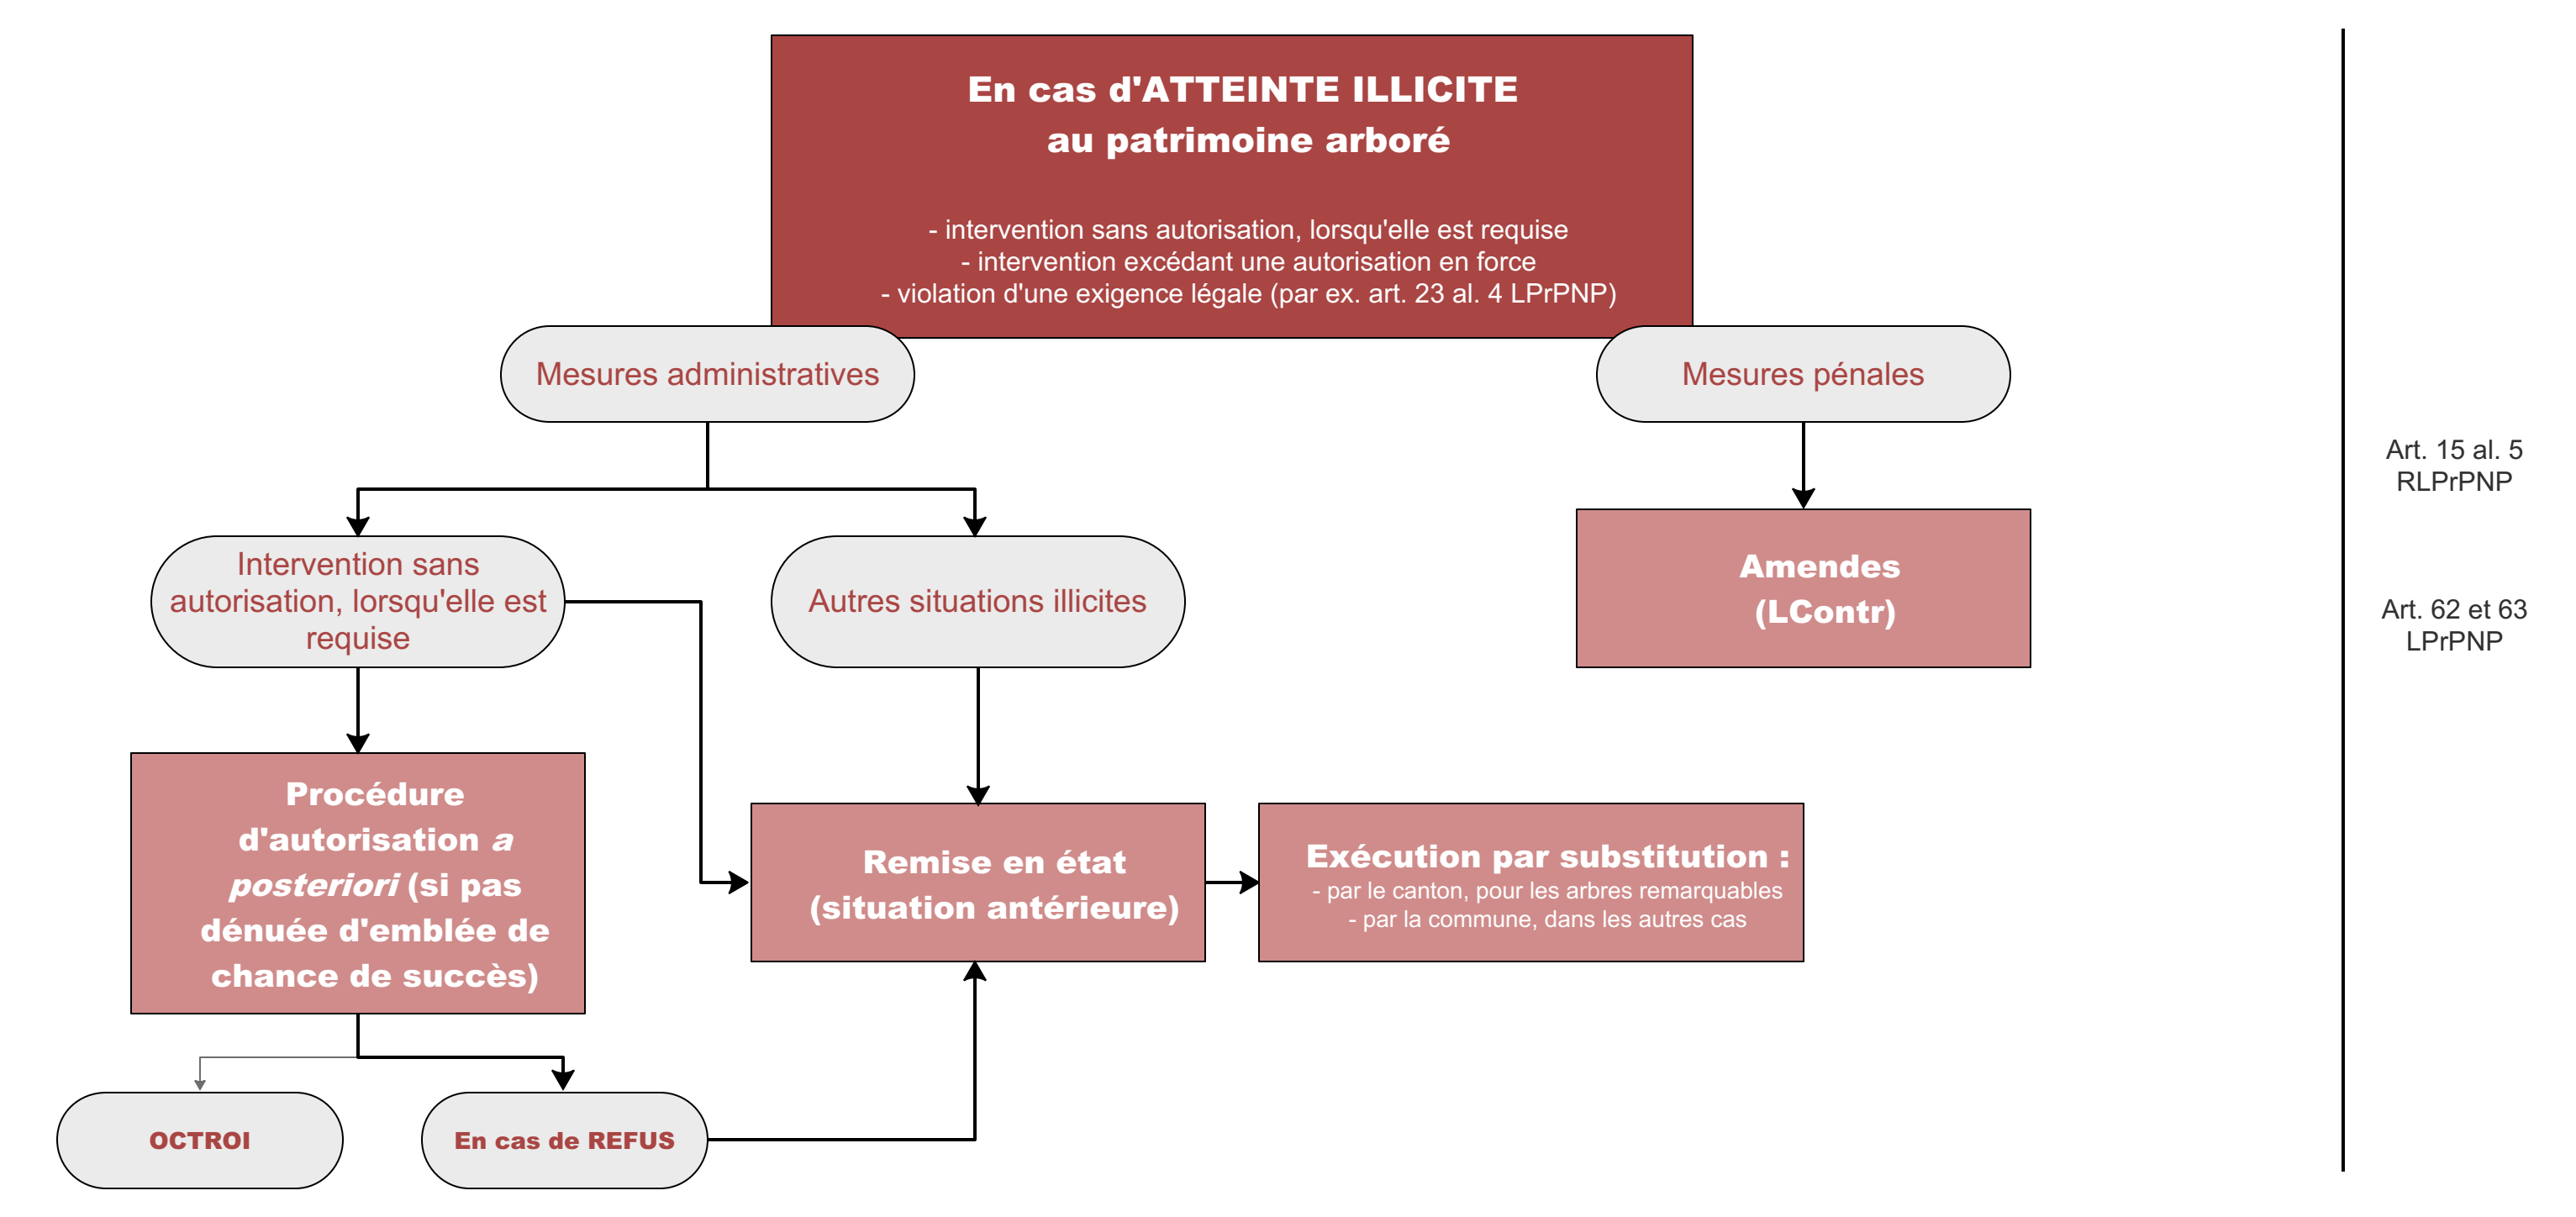 En cas d'ATTEINTE ILLICITE
au patrimoine arboré
- intervention sans autorisation, lorsqu'elle est requise
- intervention excédant une autorisation en force
- violation d'une exigence légale (par ex. art. 23 al. 4 LPrPNP)
Mesures administratives
Mesures pénales
Art. 15 al. 5
RLPrPNP
Intervention sans
autorisation, lorsqu'elle est
requise
Autres situations illicites
Amendes
(LContr)
Art. 62 et 63
LPrPNP
Procédure
d'autorisation a
posteriori (si pas
dénuée d'emblée de
chance de succès)
Remise en état
(situation antérieure)
Exécution par substitution :
- par le canton, pour les arbres remarquables
- par la commune, dans les autres cas
OCTROI
En cas de REFUS